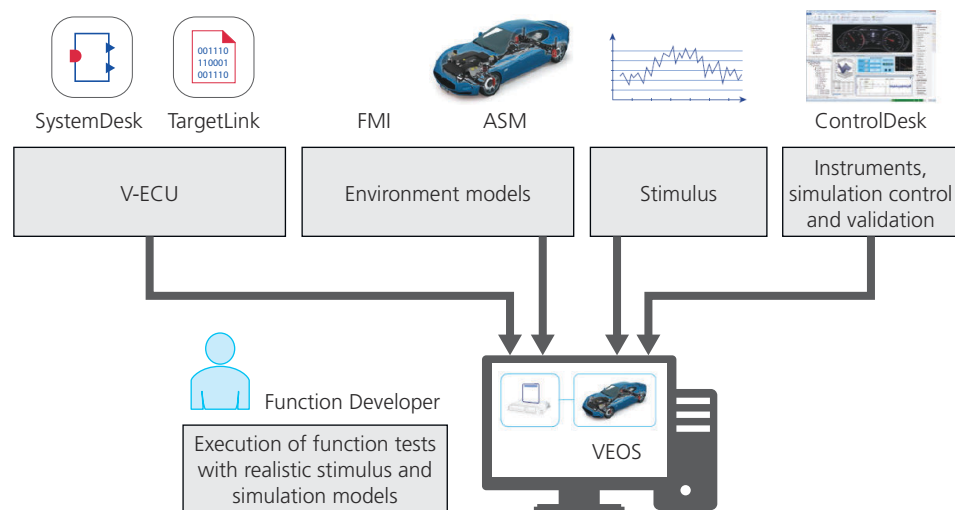 001110
110001
001110
SystemDesk
TargetLink
FMI
ASM
ControlDesk
V-ECU
Environment models
Stimulus
Instruments,
simulation control
and validation
Function Developer
Execution of function tests
with realistic stimulus and
simulation models
VEOS